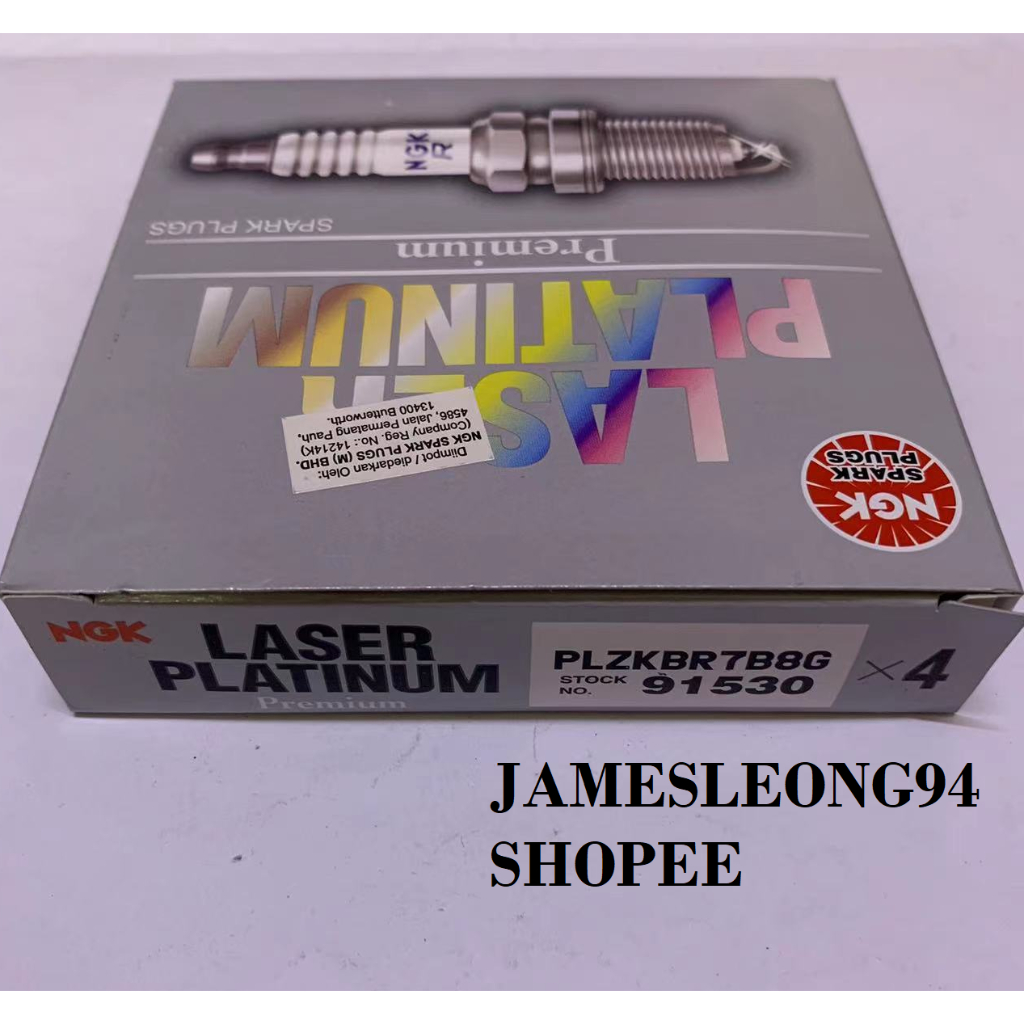 NGK
R
SPARK PLUGS
Premium
LASER
PLATINUM
Diimpot / diedarkan Oleh:
NGK SPARK PLUGS (M) BHD.
(Company Reg. No.: 14214K)
4586, Jalan Permatang Pauh,
13400 Butterworth.
NGK
SPARK
PLUGS
NGK
LASER
PLATINUM
Premium
PLZKBR7B8G
STOCK NO. 91530
×4
JAMESLEONG94
SHOPEE